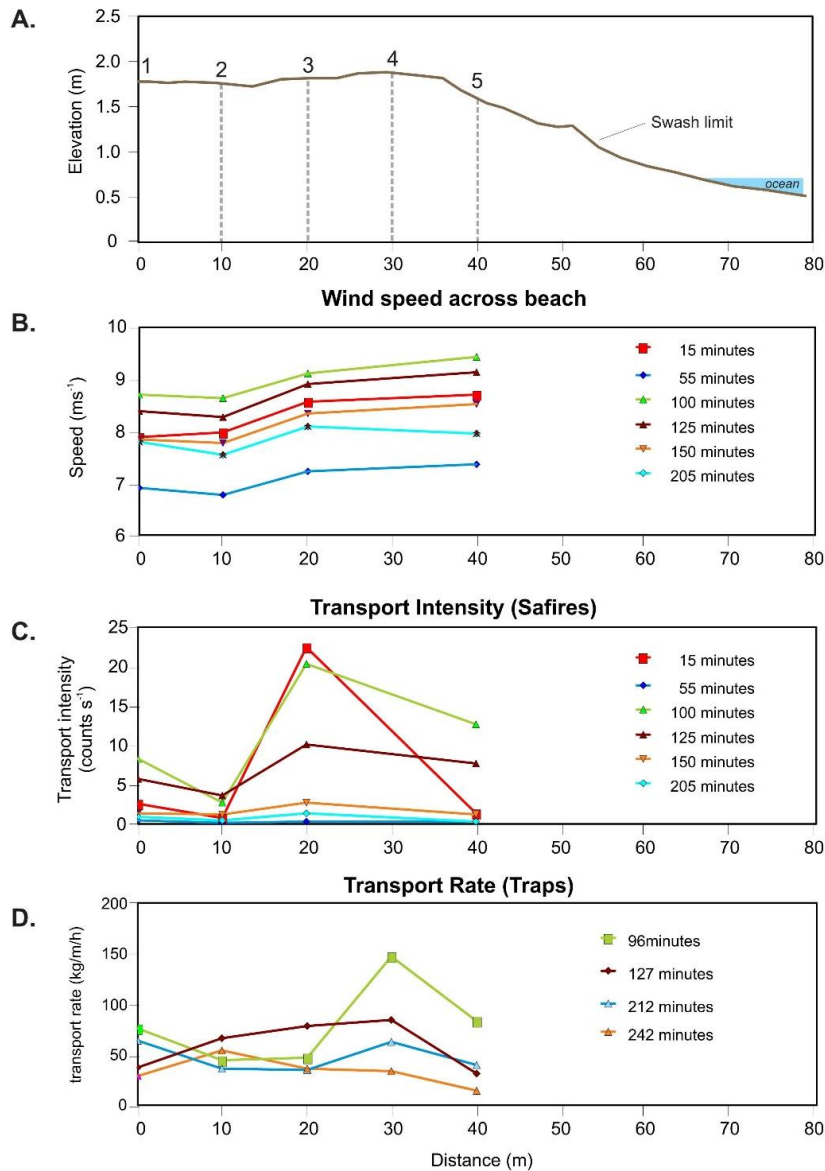 A.
2.5
2.0
1.5
1.0
0.5
0
Elevation (m)
1
2
3
4
5
Swash limit
ocean
0 10 20 30 40 50 60 70 80
Wind speed across beach
B.
10
9
8
7
6
Speed (ms⁻¹)
15 minutes
55 minutes
100 minutes
125 minutes
150 minutes
205 minutes
0 10 20 30 40 50 60 70 80
Transport Intensity (Safires)
C.
25
20
15
10
5
0
Transport intensity
(counts s⁻¹)
15 minutes
55 minutes
100 minutes
125 minutes
150 minutes
205 minutes
0 10 20 30 40 50 60 70 80
Transport Rate (Traps)
D.
200
150
100
50
0
transport rate (kg/m/h)
96minutes
127 minutes
212 minutes
242 minutes
0 10 20 30 40 50 60 70 80
Distance (m)